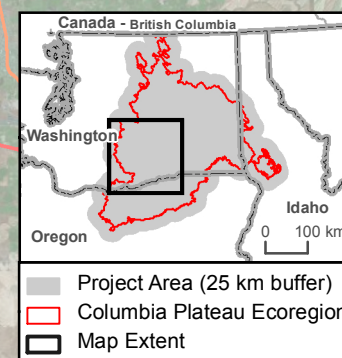 Canada - British Columbia
Washington
Idaho
Oregon
0 100 km
Project Area (25 km buffer)
Columbia Plateau Ecoregion
Map Extent